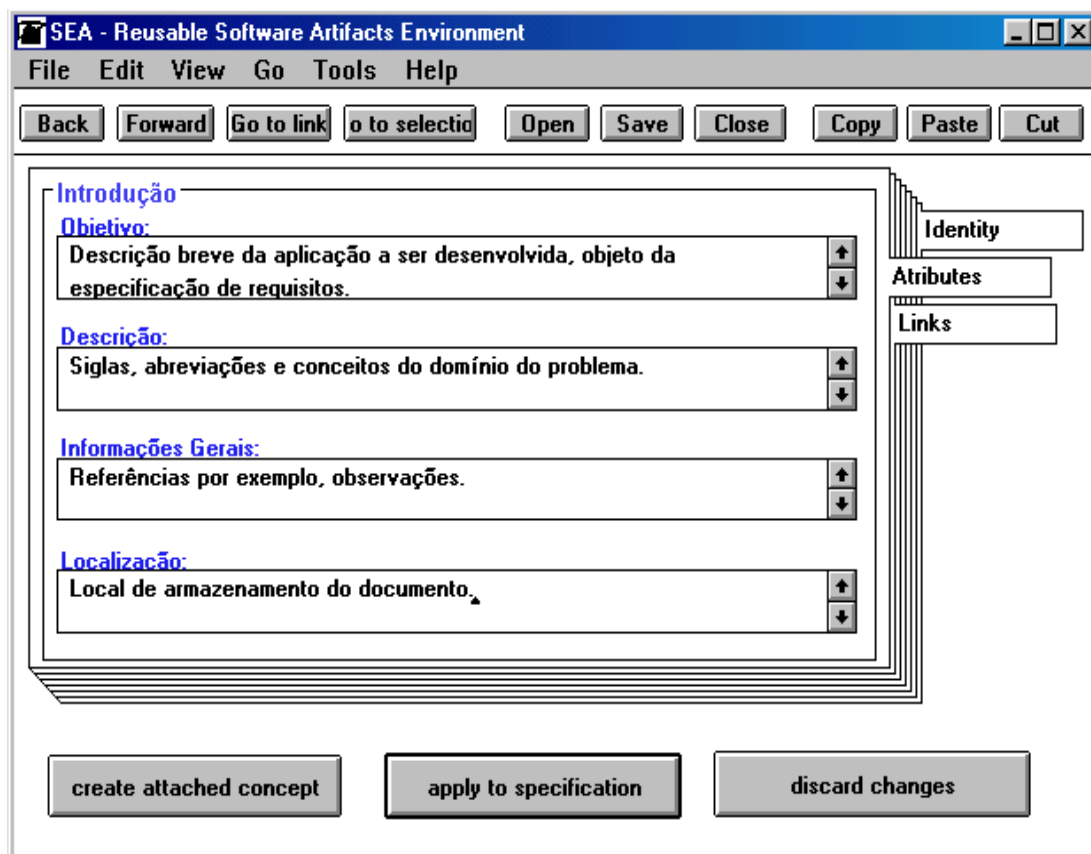 SEA - Reusable Software Artifacts Environment
File Edit View Go Tools Help
Back Forward Go to link o to selectio Open Save Close Copy Paste Cut
Introdução
Objetivo:
Descrição breve da aplicação a ser desenvolvida, objeto da
especificação de requisitos.
Descrição:
Siglas, abreviações e conceitos do domínio do problema.
Informações Gerais:
Referências por exemplo, observações.
Localização:
Local de armazenamento do documento.
Identity
Atributes
Links
create attached concept apply to specification discard changes